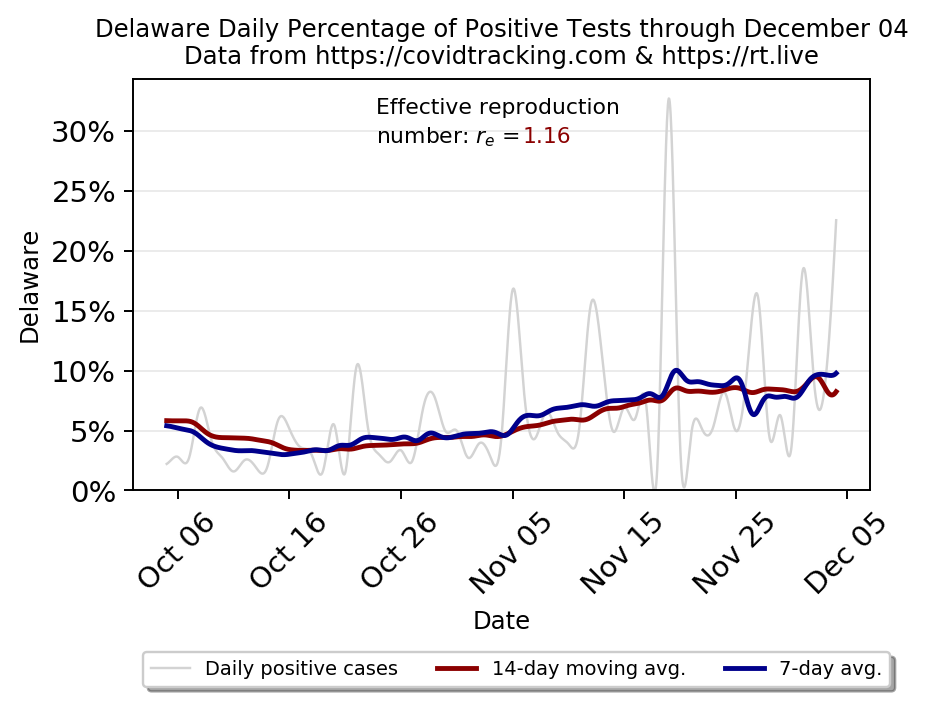 Delaware Daily Percentage of Positive Tests through December 04
Data from https://covidtracking.com & https://rt.live
Effective reproduction
number: rₑ =1.16
30%
25%
20%
15%
10%
5%
0%
Delaware
Oct 06
Oct 16
Oct 26
Nov 05
Nov 15
Nov 25
Dec 05
Date
Daily positive cases
14-day moving avg.
7-day avg.